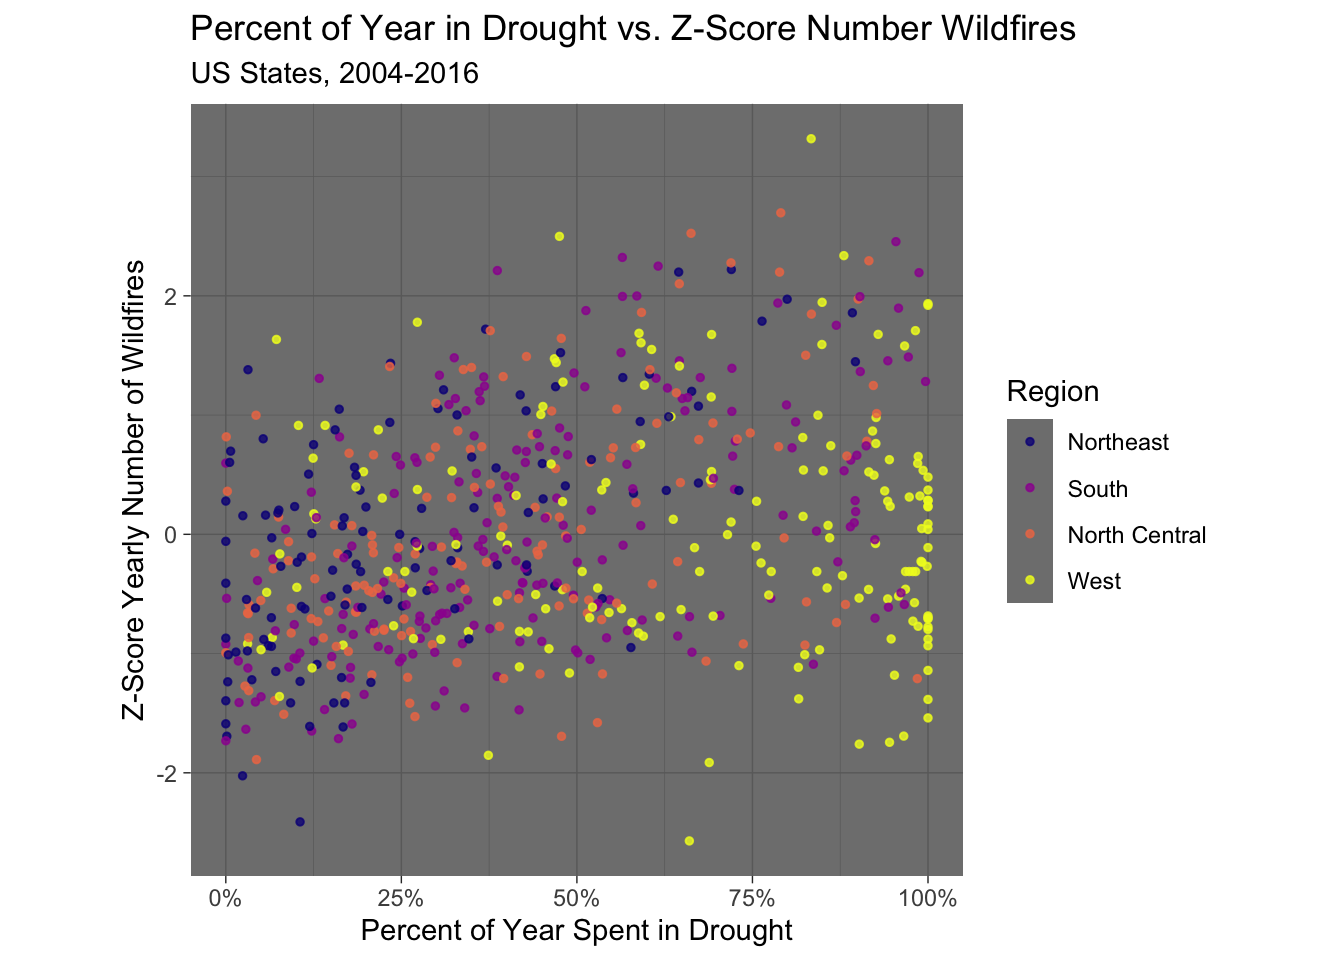 Percent of Year in Drought vs. Z-Score Number Wildfires
US States, 2004-2016
Z-Score Yearly Number of Wildfires
2
0
-2
0%
25%
50%
75%
100%
Percent of Year Spent in Drought
Region
Northeast
South
North Central
West